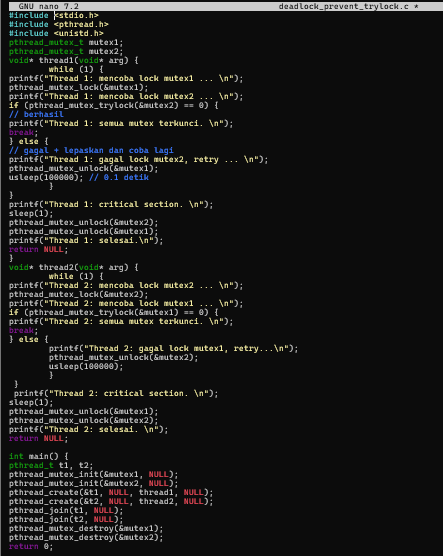 GNU nano 7.2 deadlock_prevent_trylock.c *
#include <stdio.h>
#include <pthread.h>
#include <unistd.h>
pthread_mutex_t mutex1;
pthread_mutex_t mutex2;
void* thread1(void* arg) {
while (1) {
printf("Thread 1: mencoba lock mutex1 ... \n");
pthread_mutex_lock(&mutex1);
printf("Thread 1: mencoba lock mutex2 ... \n");
if (pthread_mutex_trylock(&mutex2) == 0) {
// berhasil
printf("Thread 1: semua mutex terkunci. \n");
break;
} else {
// gagal + lepaskan dan coba lagi
printf("Thread 1: gagal lock mutex2, retry ... \n");
pthread_mutex_unlock(&mutex1);
usleep(100000); // 0.1 detik
}
}
printf("Thread 1: critical section. \n");
sleep(1);
pthread_mutex_unlock(&mutex2);
pthread_mutex_unlock(&mutex1);
printf("Thread 1: selesai.\n");
return NULL;
}
void* thread2(void* arg) {
while (1) {
printf("Thread 2: mencoba lock mutex2 ... \n");
pthread_mutex_lock(&mutex2);
printf("Thread 2: mencoba lock mutex1 ... \n");
if (pthread_mutex_trylock(&mutex1) == 0) {
printf("Thread 2: semua mutex terkunci. \n");
break;
} else {
printf("Thread 2: gagal lock mutex1, retry...\n");
pthread_mutex_unlock(&mutex2);
usleep(100000);
}
}
printf("Thread 2: critical section. \n");
sleep(1);
pthread_mutex_unlock(&mutex1);
pthread_mutex_unlock(&mutex2);
printf("Thread 2: selesai. \n");
return NULL;
int main() {
pthread_t t1, t2;
pthread_mutex_init(&mutex1, NULL);
pthread_mutex_init(&mutex2, NULL);
pthread_create(&t1, NULL, thread1, NULL);
pthread_create(&t2, NULL, thread2, NULL);
pthread_join(t1, NULL);
pthread_join(t2, NULL);
pthread_mutex_destroy(&mutex1);
pthread_mutex_destroy(&mutex2);
return 0;